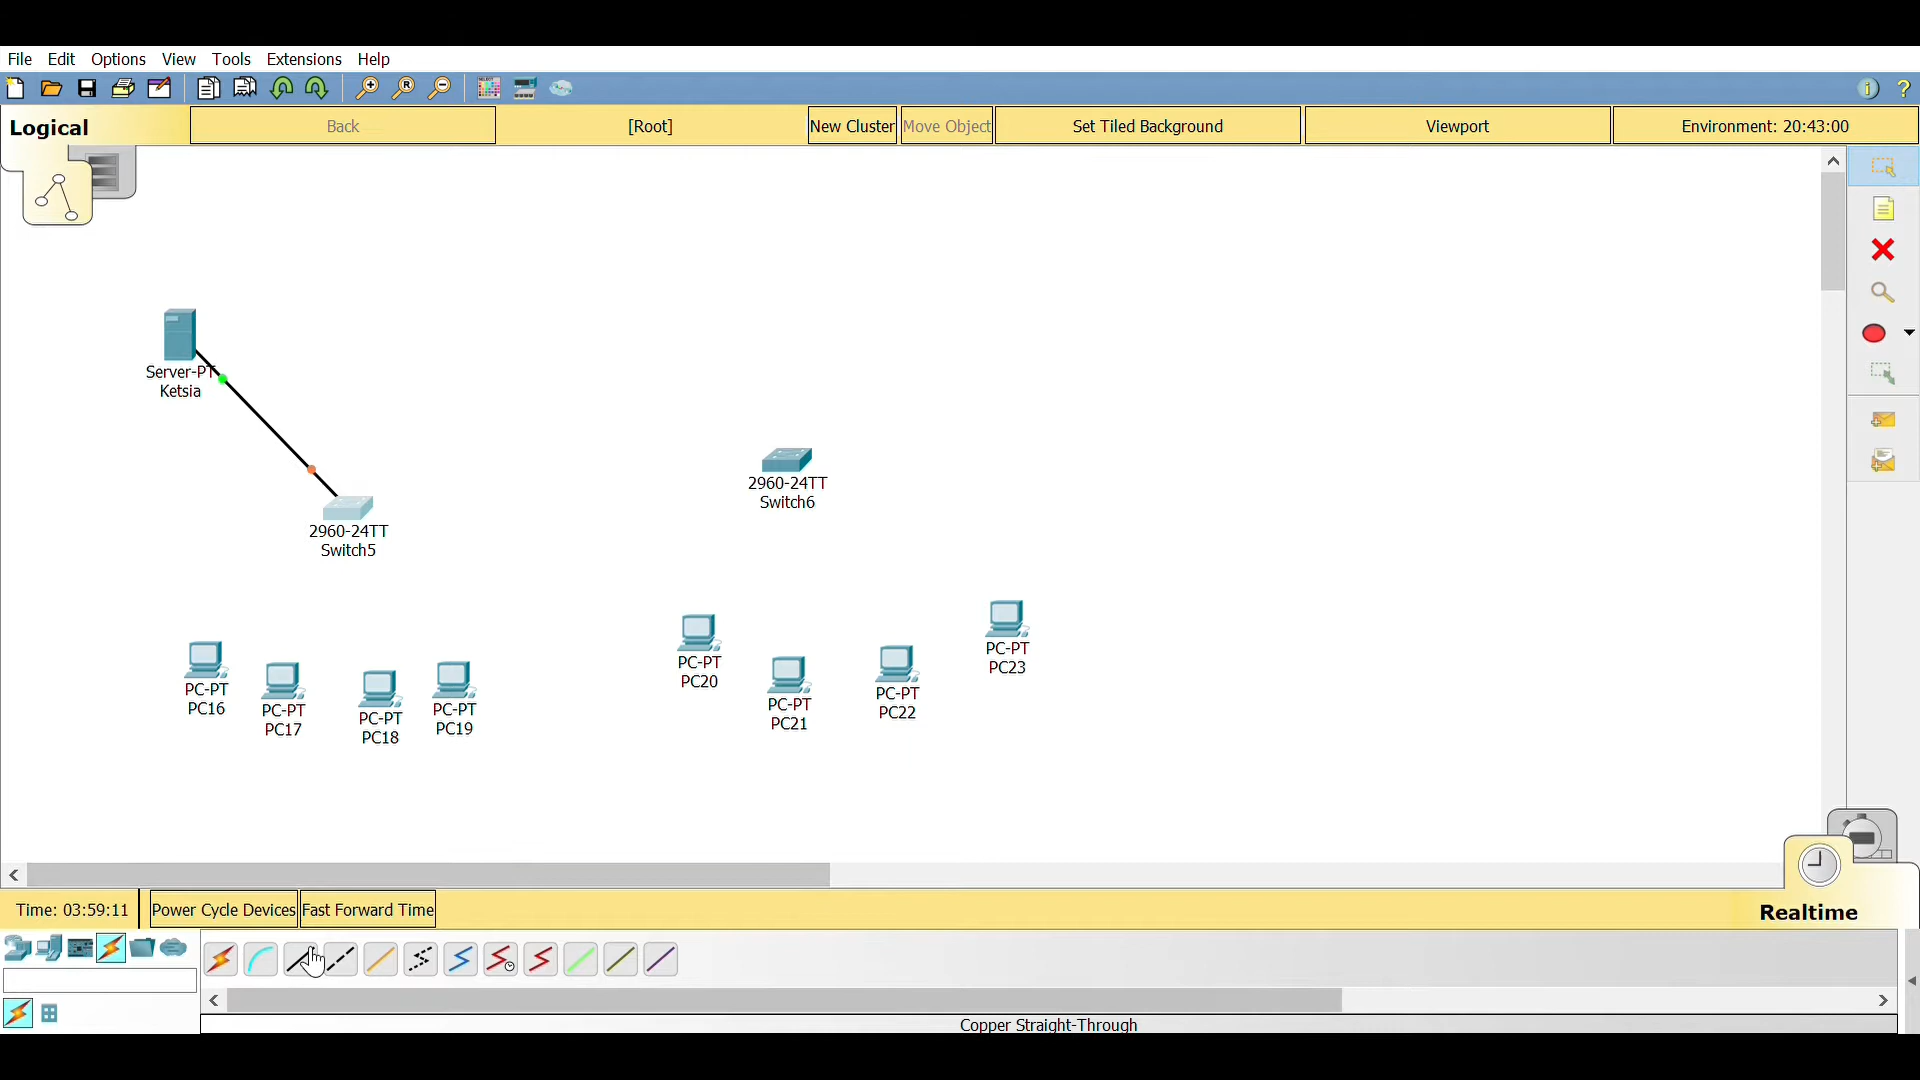 File Edit Options View Tools Extensions Help
Logical Back [Root] New Cluster Move Object Set Tiled Background Viewport Environment: 20:43:00
Server-PT
Ketsia
2960-24TT
Switch6
2960-24TT
Switch5
PC-PT
PC23
PC-PT
PC20
PC-PT
PC16
PC-PT
PC22
PC-PT
PC21
PC-PT
PC17
PC-PT
PC19
PC-PT
PC18
Time: 03:59:11 Power Cycle Devices Fast Forward Time Realtime
Copper Straight-Through